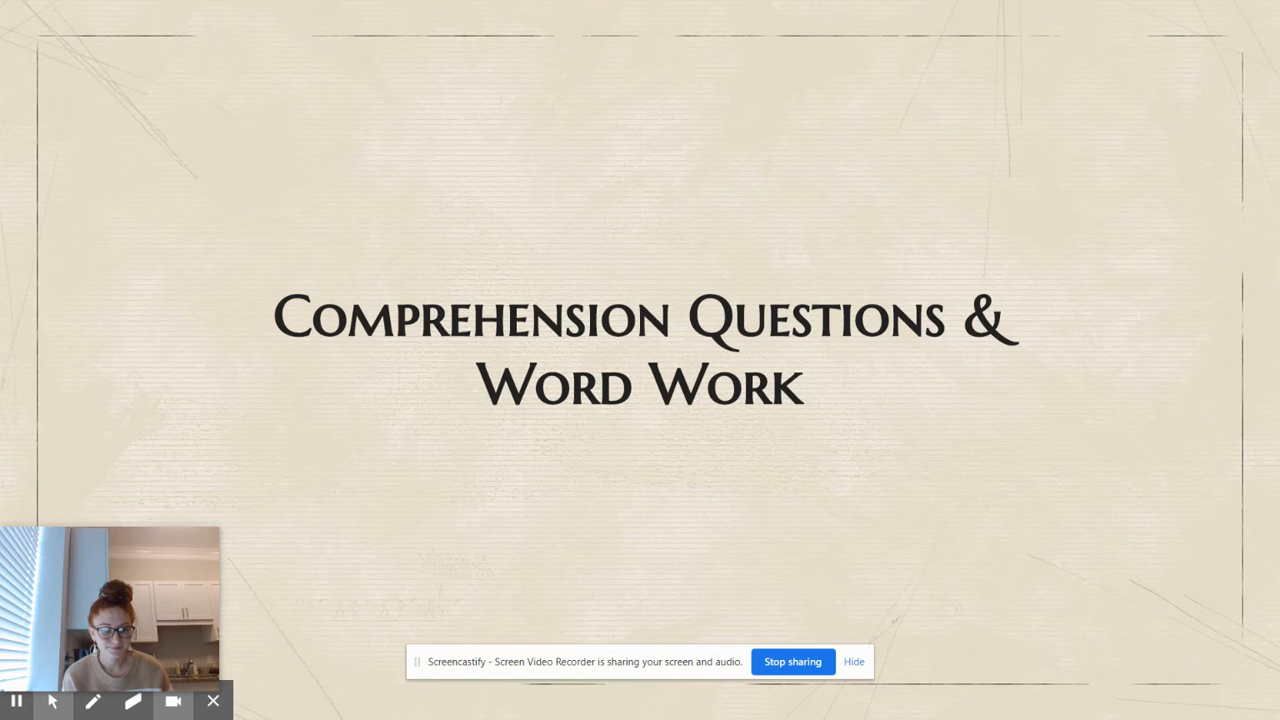 Comprehension Questions &
Word Work
Screencastify - Screen Video Recorder is sharing your screen and audio. Stop sharing Hide